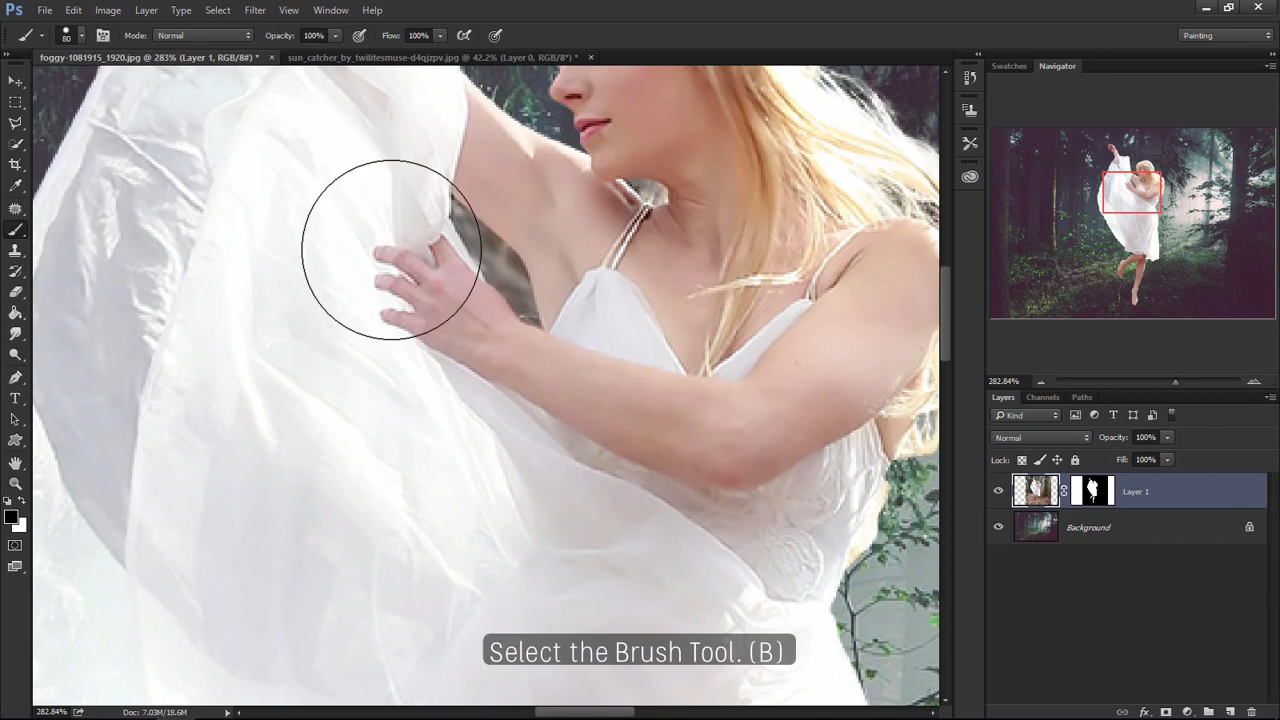 Ps File Edit Image Layer Type Select Filter View Window Help
80 Mode: Normal Opacity: 100% Flow: 100% Painting
foggy-1081915_1920.jpg @ 283% (Layer 1, RGB/8#) * × sun_catcher_by_twilitesmuse-d4qjzpv.jpg @ 42.2% (Layer 0, RGB/8*) * ×
Swatches Navigator
282.84%
Layers Channels Paths
Kind
Normal Opacity: 100%
Lock: Fill: 100%
Layer 1
Background
Select the Brush Tool. (B)
282.84% Doc: 7.03M/18.6M